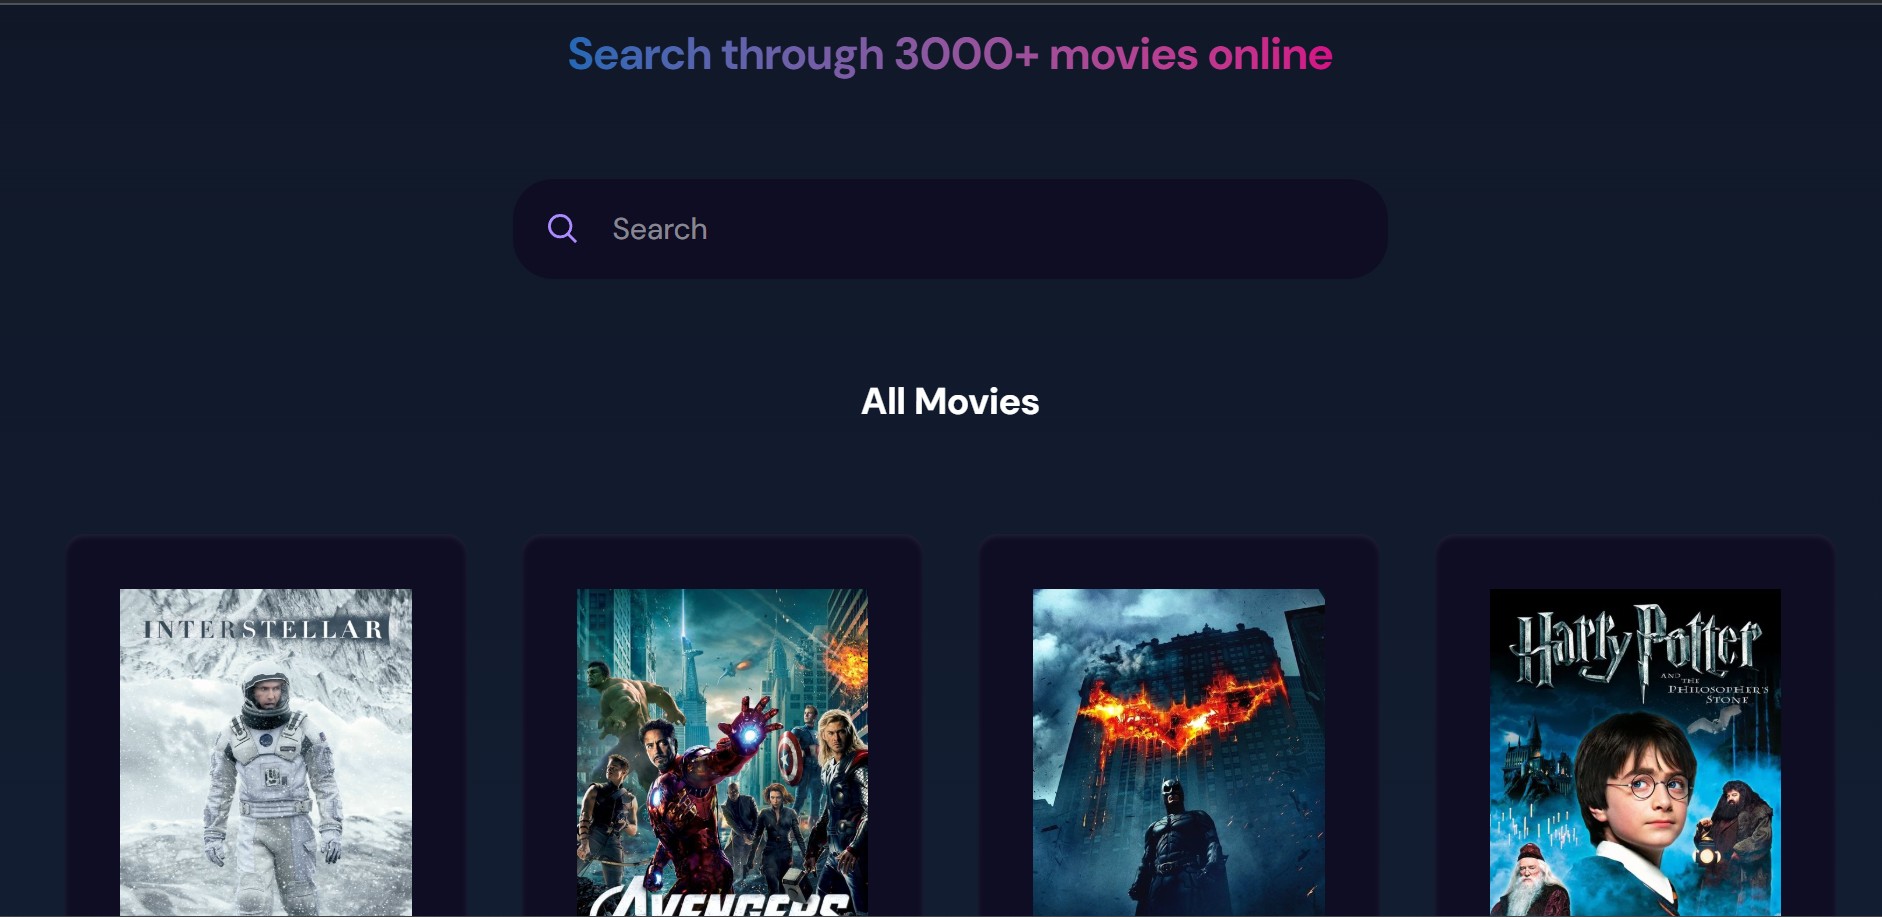 Search through 3000+ movies online
Search
All Movies
INTERSTELLAR
AVENGERS
Harry Potter
AND THE
PHILOSOPHER'S
STONE